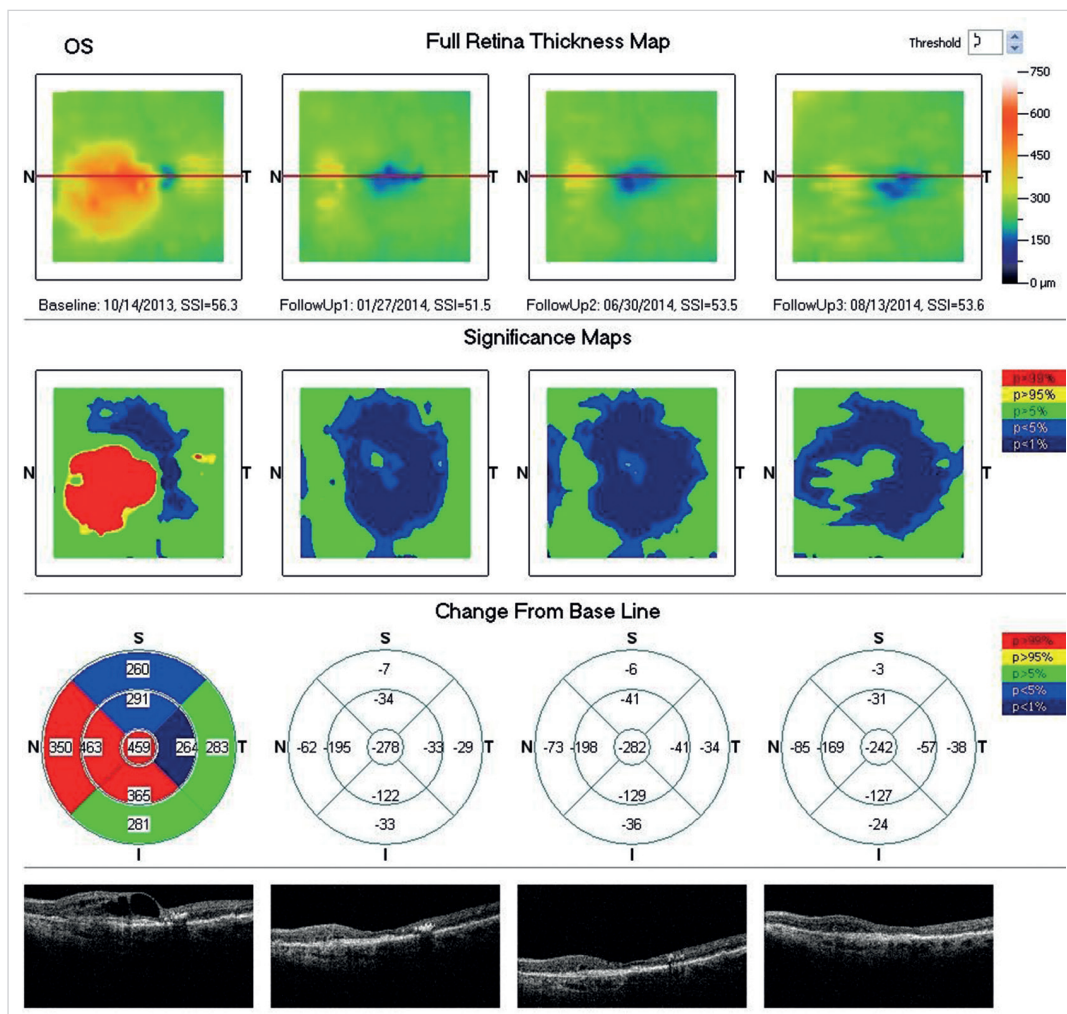 OS
Full Retina Thickness Map
Threshold
750
600
450
300
150
0 µm
N T
N T
N T
N T
Baseline: 10/14/2013, SSI=56.3
FollowUp1: 01/27/2014, SSI=51.5
FollowUp2: 06/30/2014, SSI=53.5
FollowUp3: 08/13/2014, SSI=53.6
Significance Maps
p>99%
p>95%
p>5%
p<5%
p<1%
N T
N T
N T
N T
Change From Base Line
p>99%
p>95%
p>5%
p<5%
p<1%
S
260
291
N 350 463 459 264 283 T
365
281
I
S
-7
-34
N -62 -195 -278 -33 -29 T
-122
-33
I
S
-6
-41
N -73 -198 -282 -41 -34 T
-129
-36
I
S
-3
-31
N -85 -169 -242 -57 -38 T
-127
-24
I